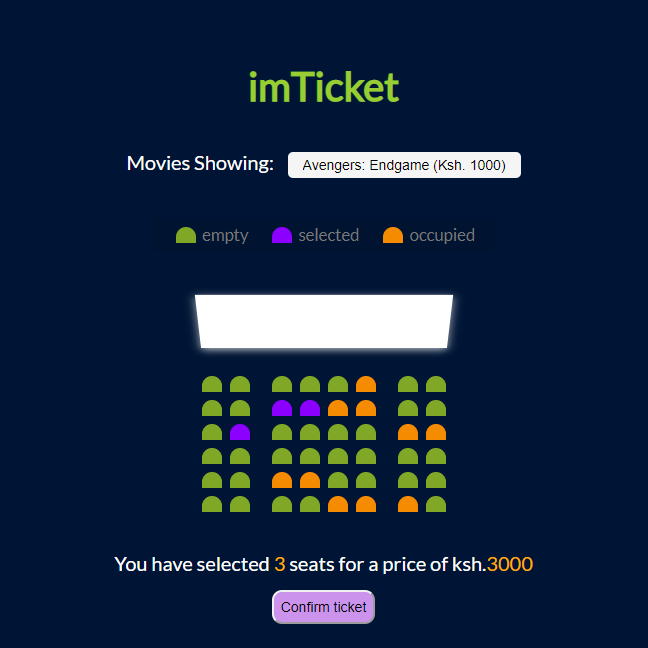 imTicket
Movies Showing: Avengers: Endgame (Ksh. 1000)
empty selected occupied
You have selected 3 seats for a price of ksh.3000
Confirm ticket